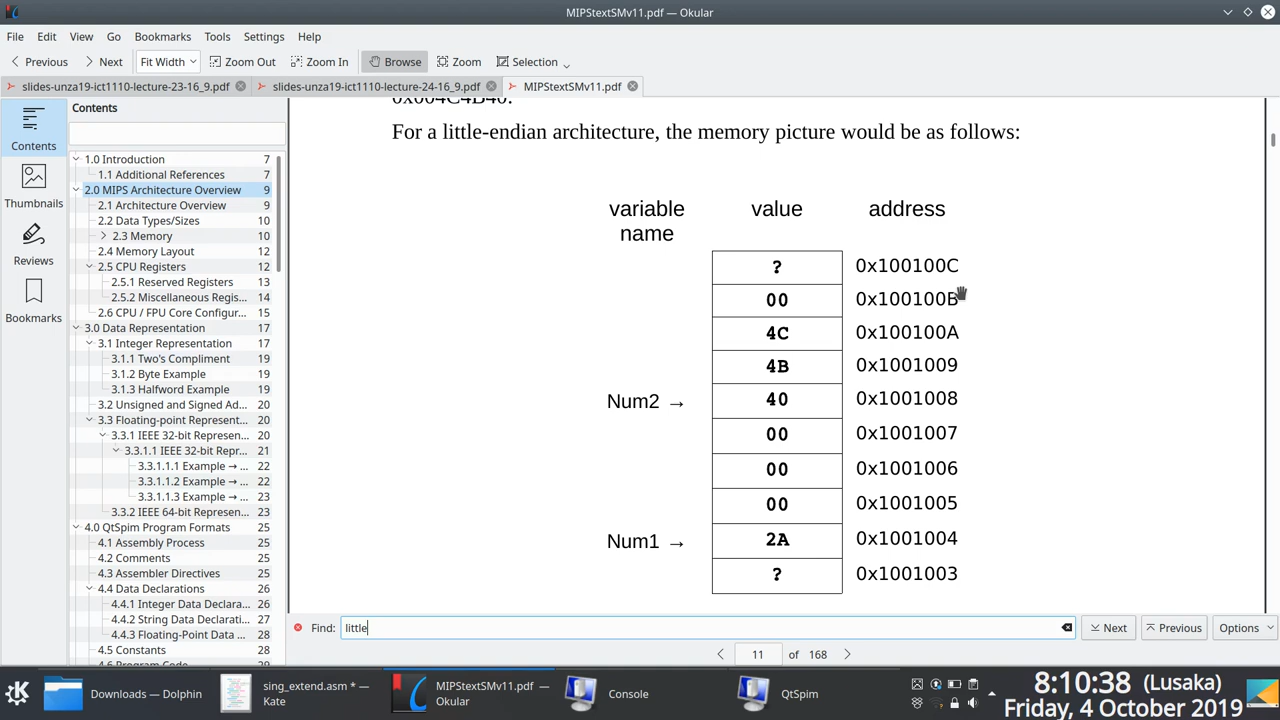 MIPStextSMv11.pdf — Okular
File Edit View Go Bookmarks Tools Settings Help
Previous Next Fit Width Zoom Out Zoom In Browse Zoom Selection
slides-unza19-ict1110-lecture-23-16_9.pdf slides-unza19-ict1110-lecture-24-16_9.pdf MIPStextSMv11.pdf
Contents
Thumbnails
Reviews
Bookmarks
Contents
1.0 Introduction 7
1.1 Additional References 7
2.0 MIPS Architecture Overview 9
2.1 Architecture Overview 9
2.2 Data Types/Sizes 10
2.3 Memory 10
2.4 Memory Layout 12
2.5 CPU Registers 12
2.5.1 Reserved Registers 13
2.5.2 Miscellaneous Regis... 14
2.6 CPU / FPU Core Configur... 15
3.0 Data Representation 17
3.1 Integer Representation 17
3.1.1 Two's Compliment 19
3.1.2 Byte Example 19
3.1.3 Halfword Example 19
3.2 Unsigned and Signed Ad... 20
3.3 Floating-point Represent... 20
3.3.1 IEEE 32-bit Represen... 20
3.3.1.1 IEEE 32-bit Repr... 21
3.3.1.1.1 Example → ... 22
3.3.1.1.2 Example → ... 22
3.3.1.1.3 Example → ... 23
3.3.2 IEEE 64-bit Represen... 23
4.0 QtSpim Program Formats 25
4.1 Assembly Process 25
4.2 Comments 25
4.3 Assembler Directives 25
4.4 Data Declarations 26
4.4.1 Integer Data Declara... 26
4.4.2 String Data Declarati... 27
4.4.3 Floating-Point Data ... 28
4.5 Constants 28
4.6 Program Code 29
0x004C4B40.
For a little-endian architecture, the memory picture would be as follows:
variable name value address
? 0x100100C
00 0x100100B
4C 0x100100A
4B 0x1001009
Num2 → 40 0x1001008
00 0x1001007
00 0x1001006
00 0x1001005
Num1 → 2A 0x1001004
? 0x1001003
Find: little Next Previous Options
11 of 168
Downloads — Dolphin
sing_extend.asm * — Kate
MIPStextSMv11.pdf — Okular
Console
QtSpim
8:10:38 (Lusaka)
Friday, 4 October 2019